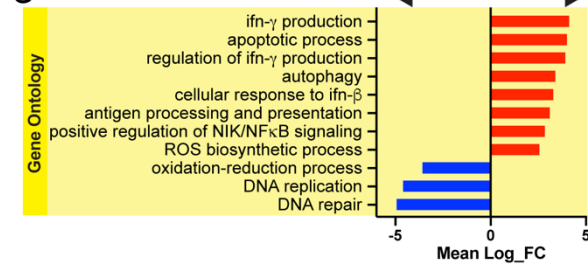 Gene Ontology
ifn-γ production
apoptotic process
regulation of ifn-γ production
autophagy
cellular response to ifn-β
antigen processing and presentation
positive regulation of NIK/NFκB signaling
ROS biosynthetic process
oxidation-reduction process
DNA replication
DNA repair
-5 0 5
Mean Log_FC